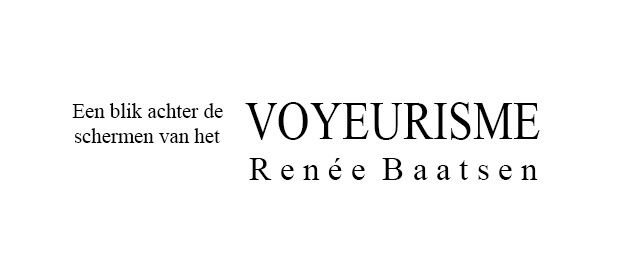 Een blik achter de
schermen van het
VOYEURISME
Renée Baatsen